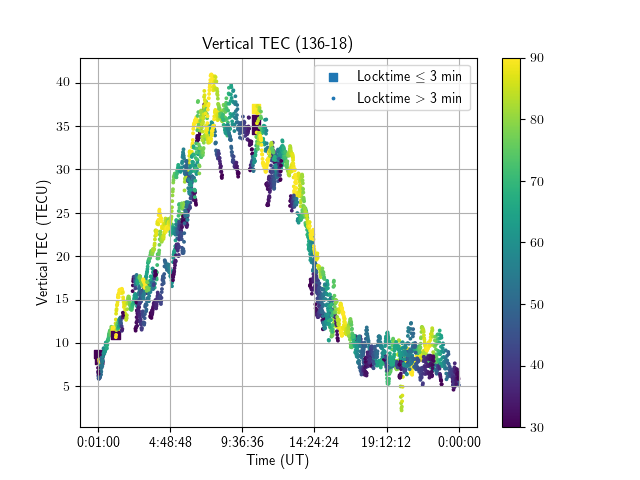 Vertical TEC (136-18)
Locktime ≤ 3 min
Locktime > 3 min
Vertical TEC (TECU)
40
35
30
25
20
15
10
5
0:01:00 4:48:48 9:36:36 14:24:24 19:12:12 0:00:00
Time (UT)
90
80
70
60
50
40
30